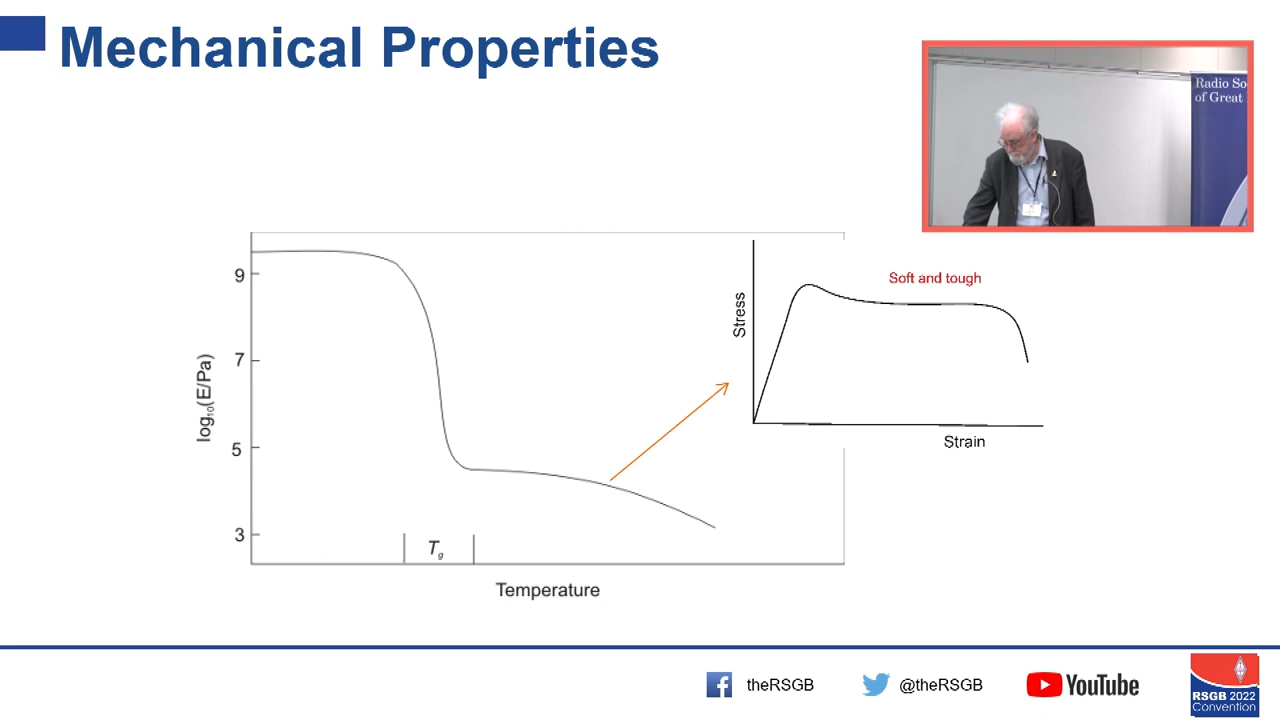 Mechanical Properties
Radio So
of Great
9
7
5
3
log10(E/Pa)
Tg
Temperature
Soft and tough
Stress
Strain
theRSGB
@theRSGB
YouTube
RSGB 2022
Convention